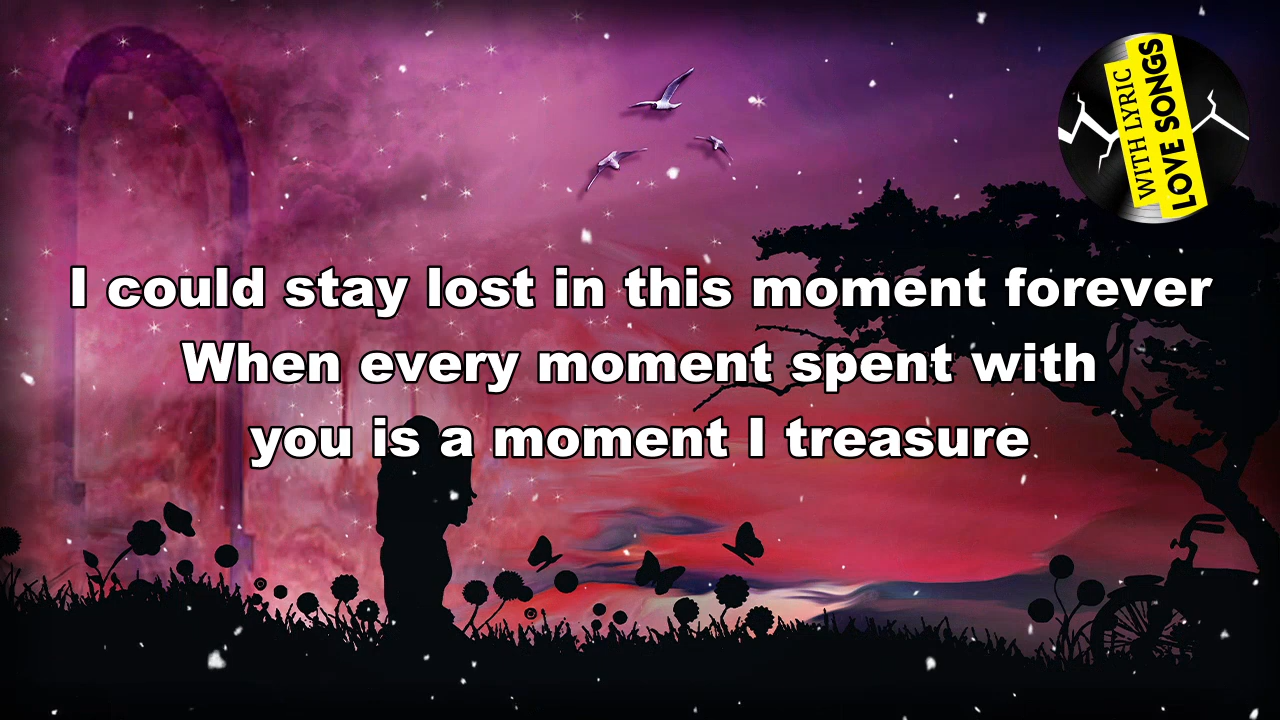 WITH LYRIC
LOVE SONGS
I could stay lost in this moment forever
When every moment spent with
you is a moment I treasure